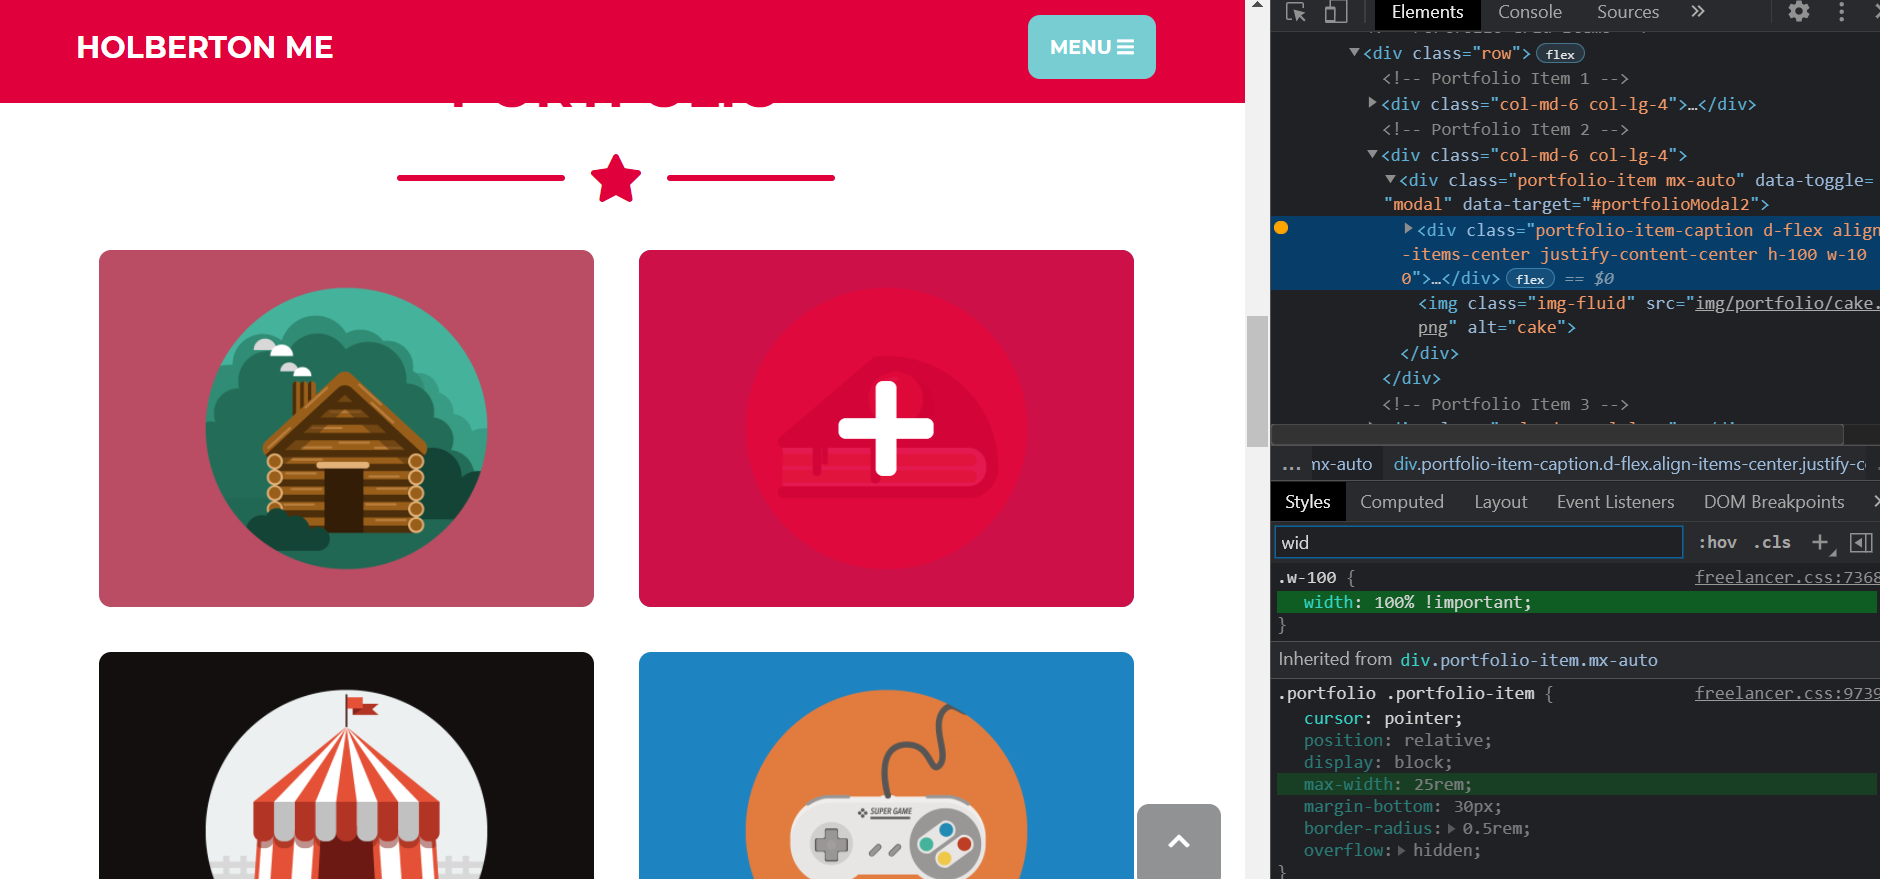 HOLBERTON ME
MENU
PORTFOLIO
SUPER GAME
Elements Console Sources »
▼<div class="row"> flex
<!-- Portfolio Item 1 -->
▶<div class="col-md-6 col-lg-4">…</div>
<!-- Portfolio Item 2 -->
▼<div class="col-md-6 col-lg-4">
▼<div class="portfolio-item mx-auto" data-toggle=
"modal" data-target="#portfolioModal2">
▶<div class="portfolio-item-caption d-flex align
-items-center justify-content-center h-100 w-10
0">…</div> flex == $0
<img class="img-fluid" src="img/portfolio/cake.
png" alt="cake">
</div>
</div>
<!-- Portfolio Item 3 -->
... mx-auto div.portfolio-item-caption.d-flex.align-items-center.justify-c
Styles Computed Layout Event Listeners DOM Breakpoints
wid :hov .cls +
.w-100 { freelancer.css:7368
width: 100% !important;
}
Inherited from div.portfolio-item.mx-auto
.portfolio .portfolio-item { freelancer.css:9739
cursor: pointer;
position: relative;
display: block;
max-width: 25rem;
margin-bottom: 30px;
border-radius:▶ 0.5rem;
overflow:▶ hidden;
}